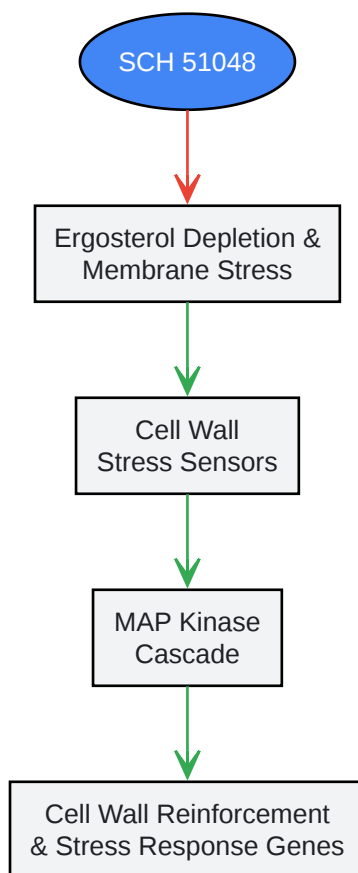 SCH 51048
Ergosterol Depletion &
Membrane Stress
Cell Wall
Stress Sensors
MAP Kinase
Cascade
Cell Wall Reinforcement
& Stress Response Genes